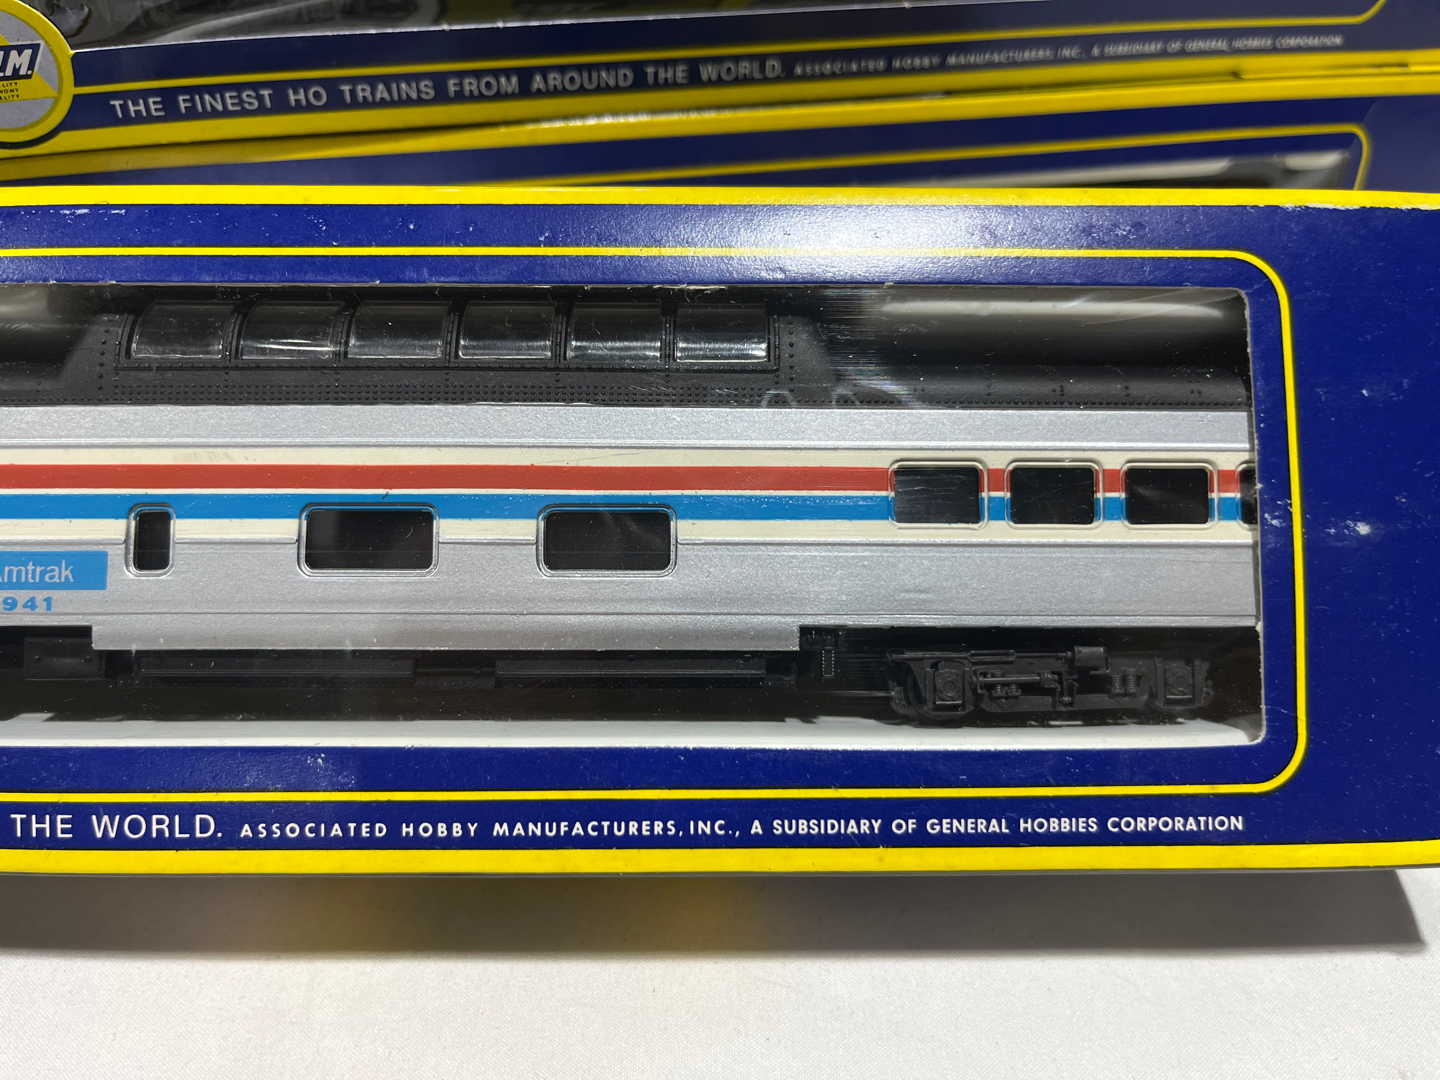 LM.
THE FINEST HO TRAINS FROM AROUND THE WORLD. ASSOCIATED HOBBY MANUFACTURERS, INC., A SUBSIDIARY OF GENERAL HOBBIES CORPORATION
mtrak
941
THE WORLD. ASSOCIATED HOBBY MANUFACTURERS, INC., A SUBSIDIARY OF GENERAL HOBBIES CORPORATION